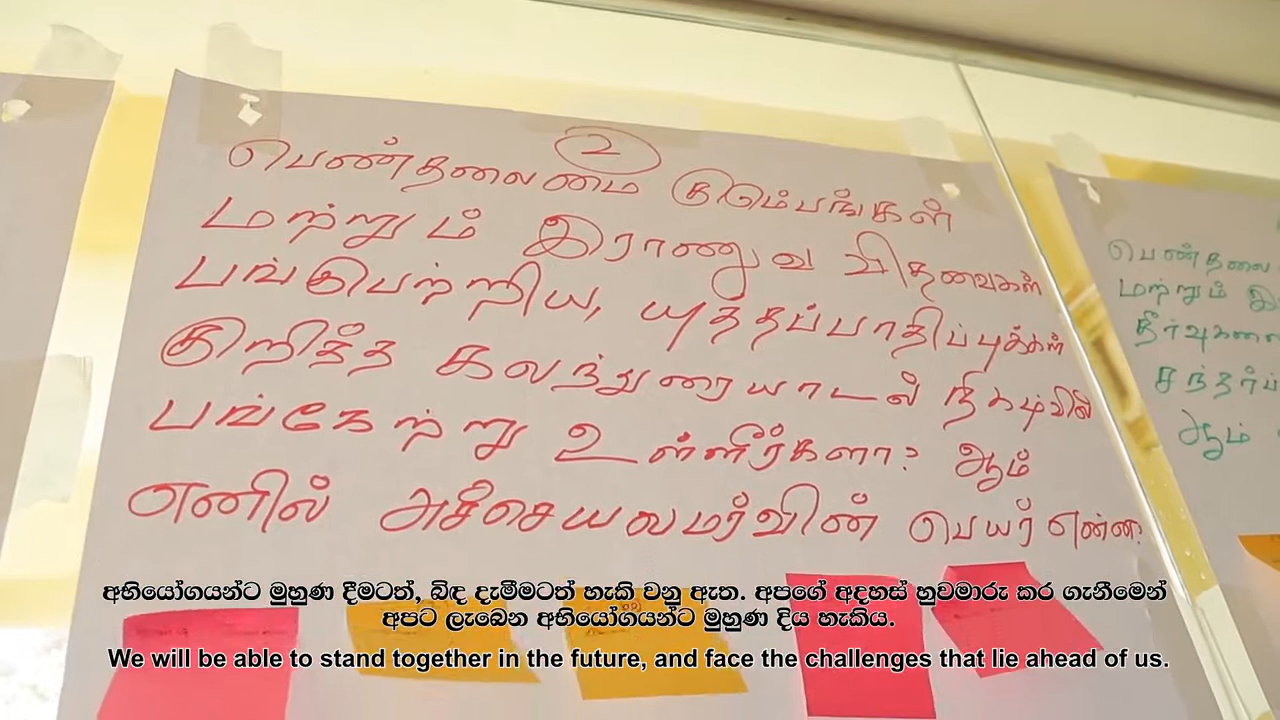 2
பெண்தலைமை குடும்பங்கள்
மற்றும் இராணுவ விதவைகள்
பங்பெற்றிய, யுத்தப்பாதிப்புக்கள்
குறித்த கலந்துரையாடல் நிகழ்வில்
பங்கேற்று உள்ளீர்களா? ஆம்
எனில் அச்செயலமர்வின் பெயர் என்ன?
பெண்தலை
மற்றும் இ
தீர்வுகளை
சந்தர்ப்
ஆம்
අභියෝගයන්ට මුහුණ දීමටත්, බිඳ දැමීමටත් හැකි වනු ඇත. අපගේ අදහස් හුවමාරු කර ගැනීමෙන්
අපට ලැබෙන අභියෝගයන්ට මුහුණ දිය හැකිය.
We will be able to stand together in the future, and face the challenges that lie ahead of us.